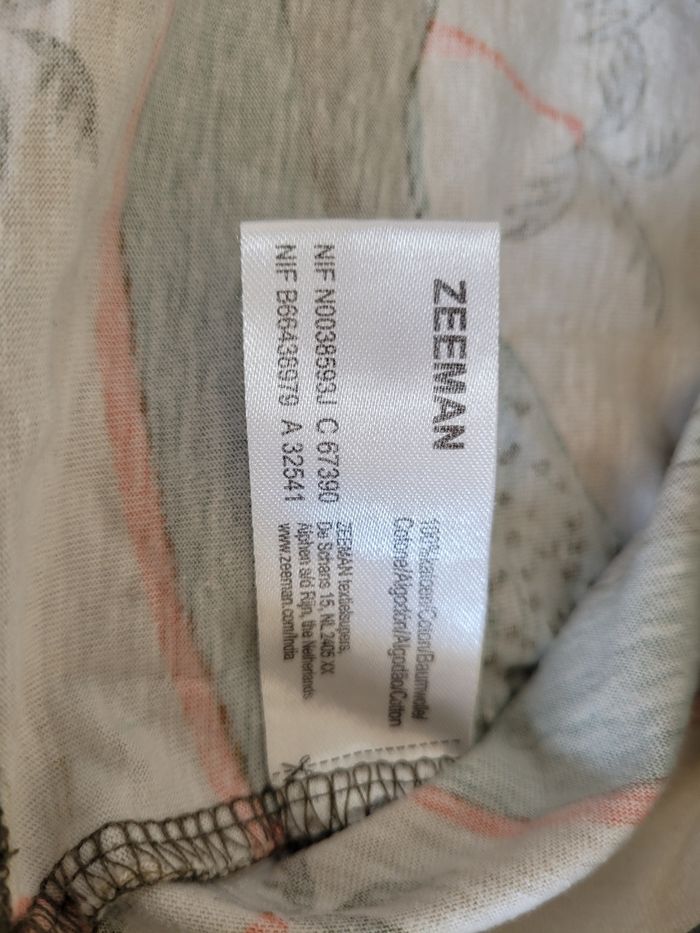 ZEEMAN
100%katoen/Coton/Baumwolle/
Cotone/Algodón/Algodão/Cotton
NIF N0038593J C 67390
NIF B66436979 A 32541
ZEEMAN textielsupers,
De Schans 15, NL 2405 XX
Alphen a/d Rijn, the Netherlands
www.zeeman.com/India